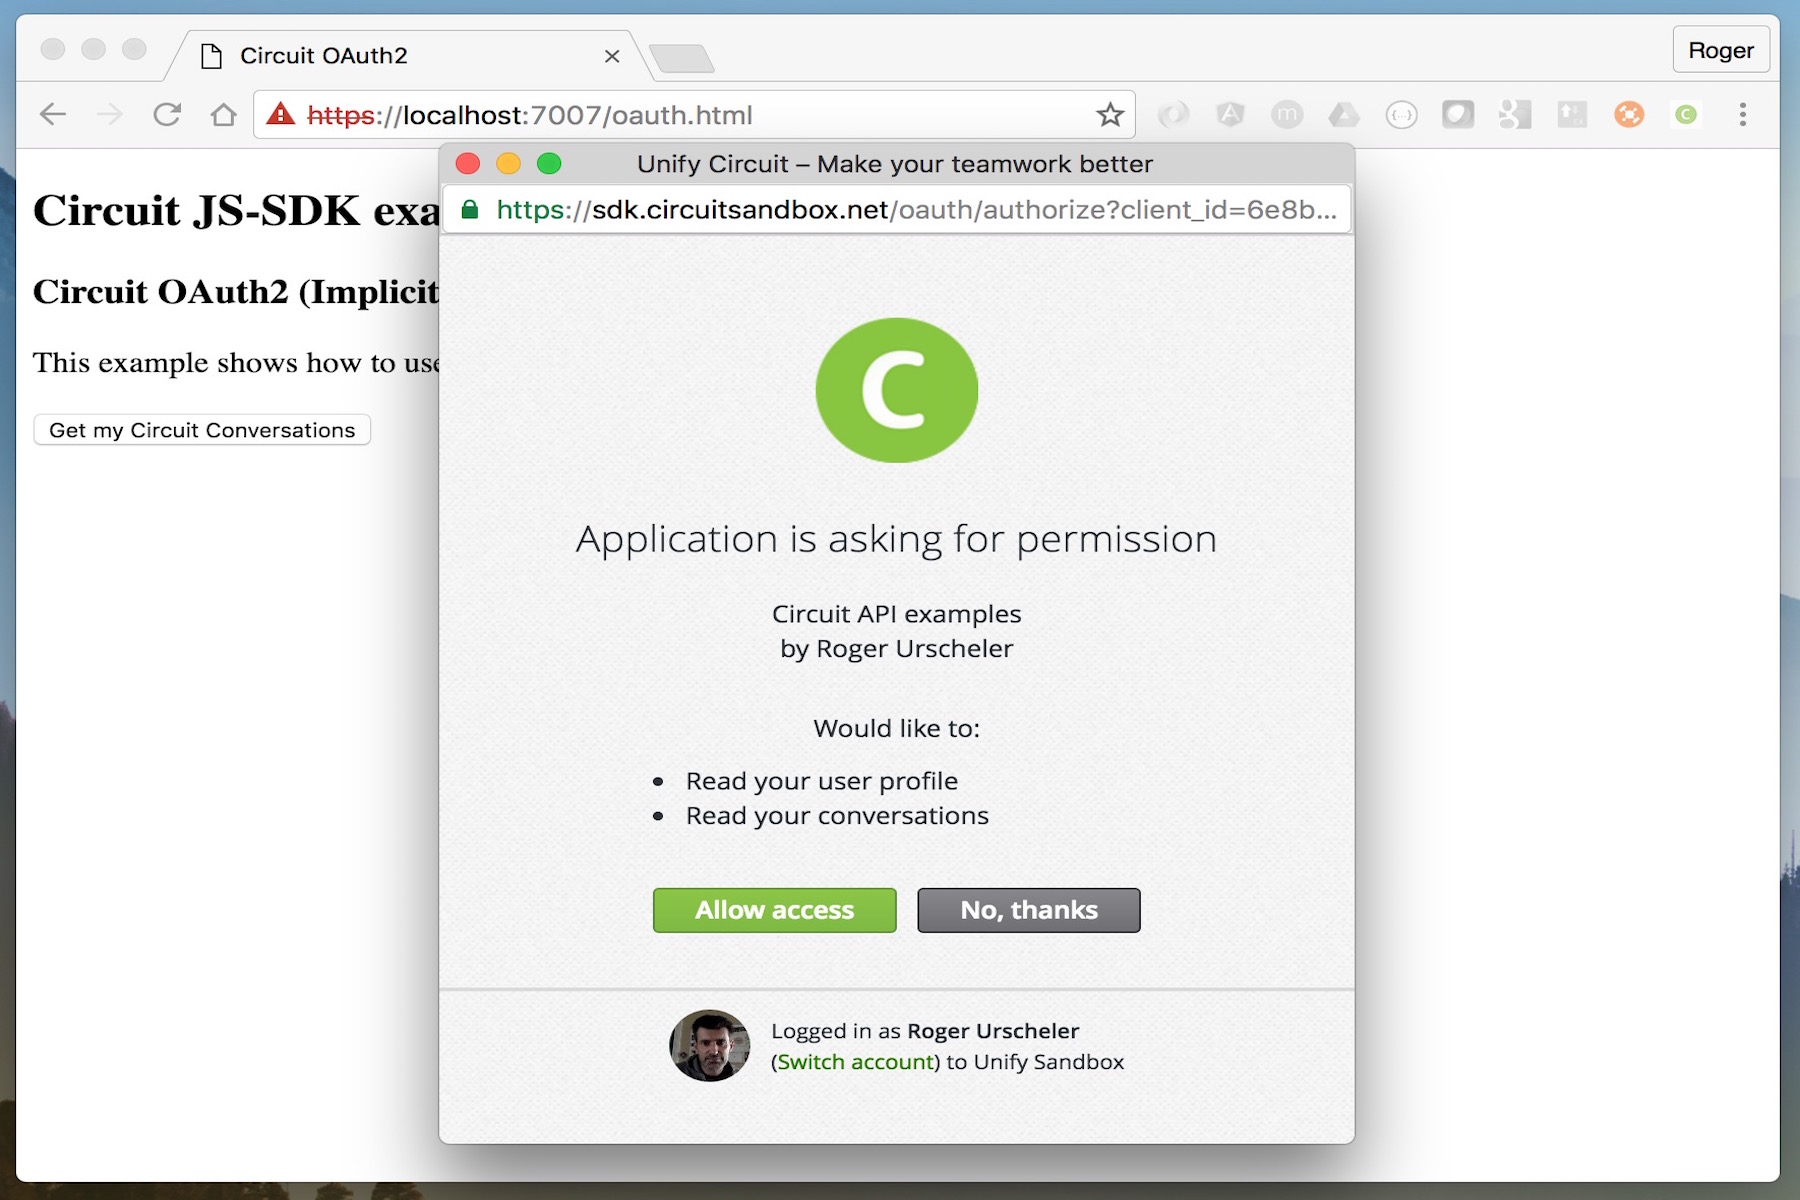 Circuit OAuth2
Roger
https://localhost:7007/oauth.html
Unify Circuit – Make your teamwork better
https://sdk.circuitsandbox.net/oauth/authorize?client_id=6e8b...
Circuit JS-SDK exa
Circuit OAuth2 (Implicit
This example shows how to use
Get my Circuit Conversations
C
Application is asking for permission
Circuit API examples
by Roger Urscheler
Would like to:
• Read your user profile
• Read your conversations
Allow access
No, thanks
Logged in as Roger Urscheler
(Switch account) to Unify Sandbox